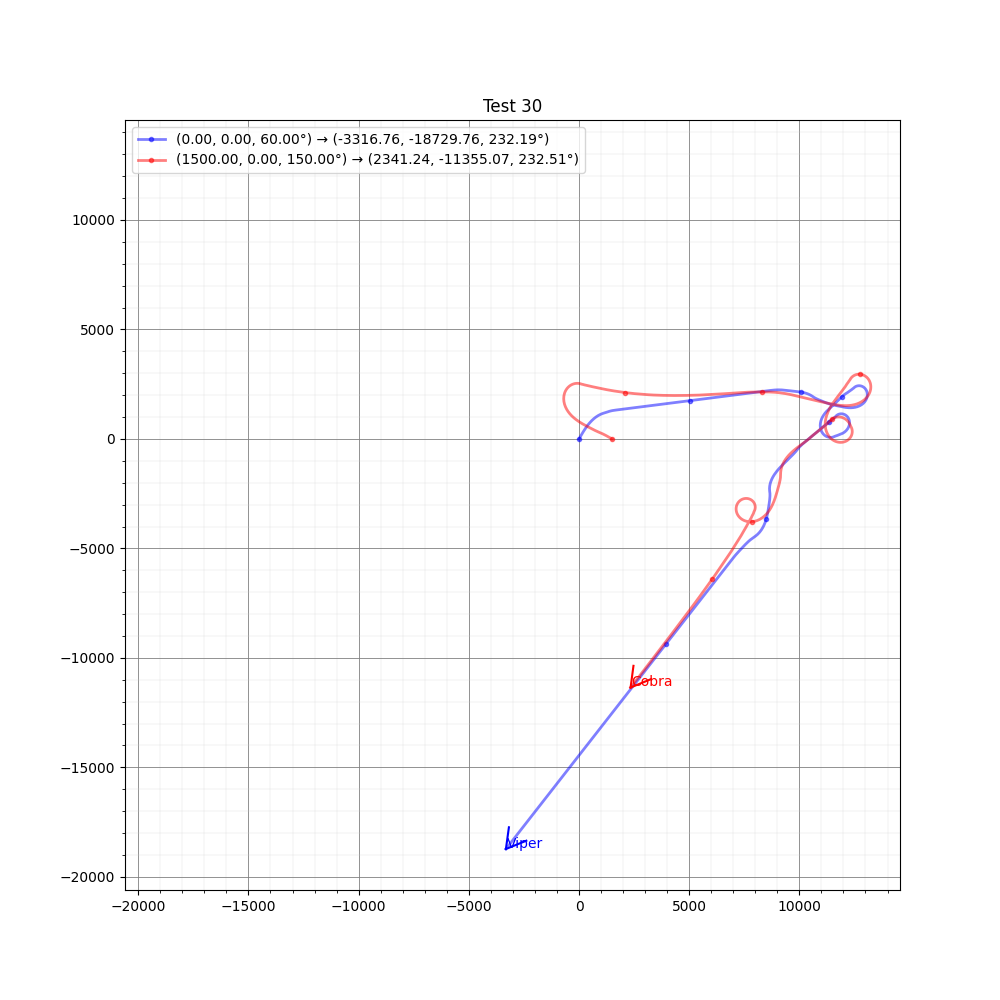 Test 30
(0.00, 0.00, 60.00°) → (-3316.76, -18729.76, 232.19°)
(1500.00, 0.00, 150.00°) → (2341.24, -11355.07, 232.51°)
10000
5000
0
−5000
−10000
−15000
−20000
Cobra
Viper
−20000 −15000 −10000 −5000 0 5000 10000